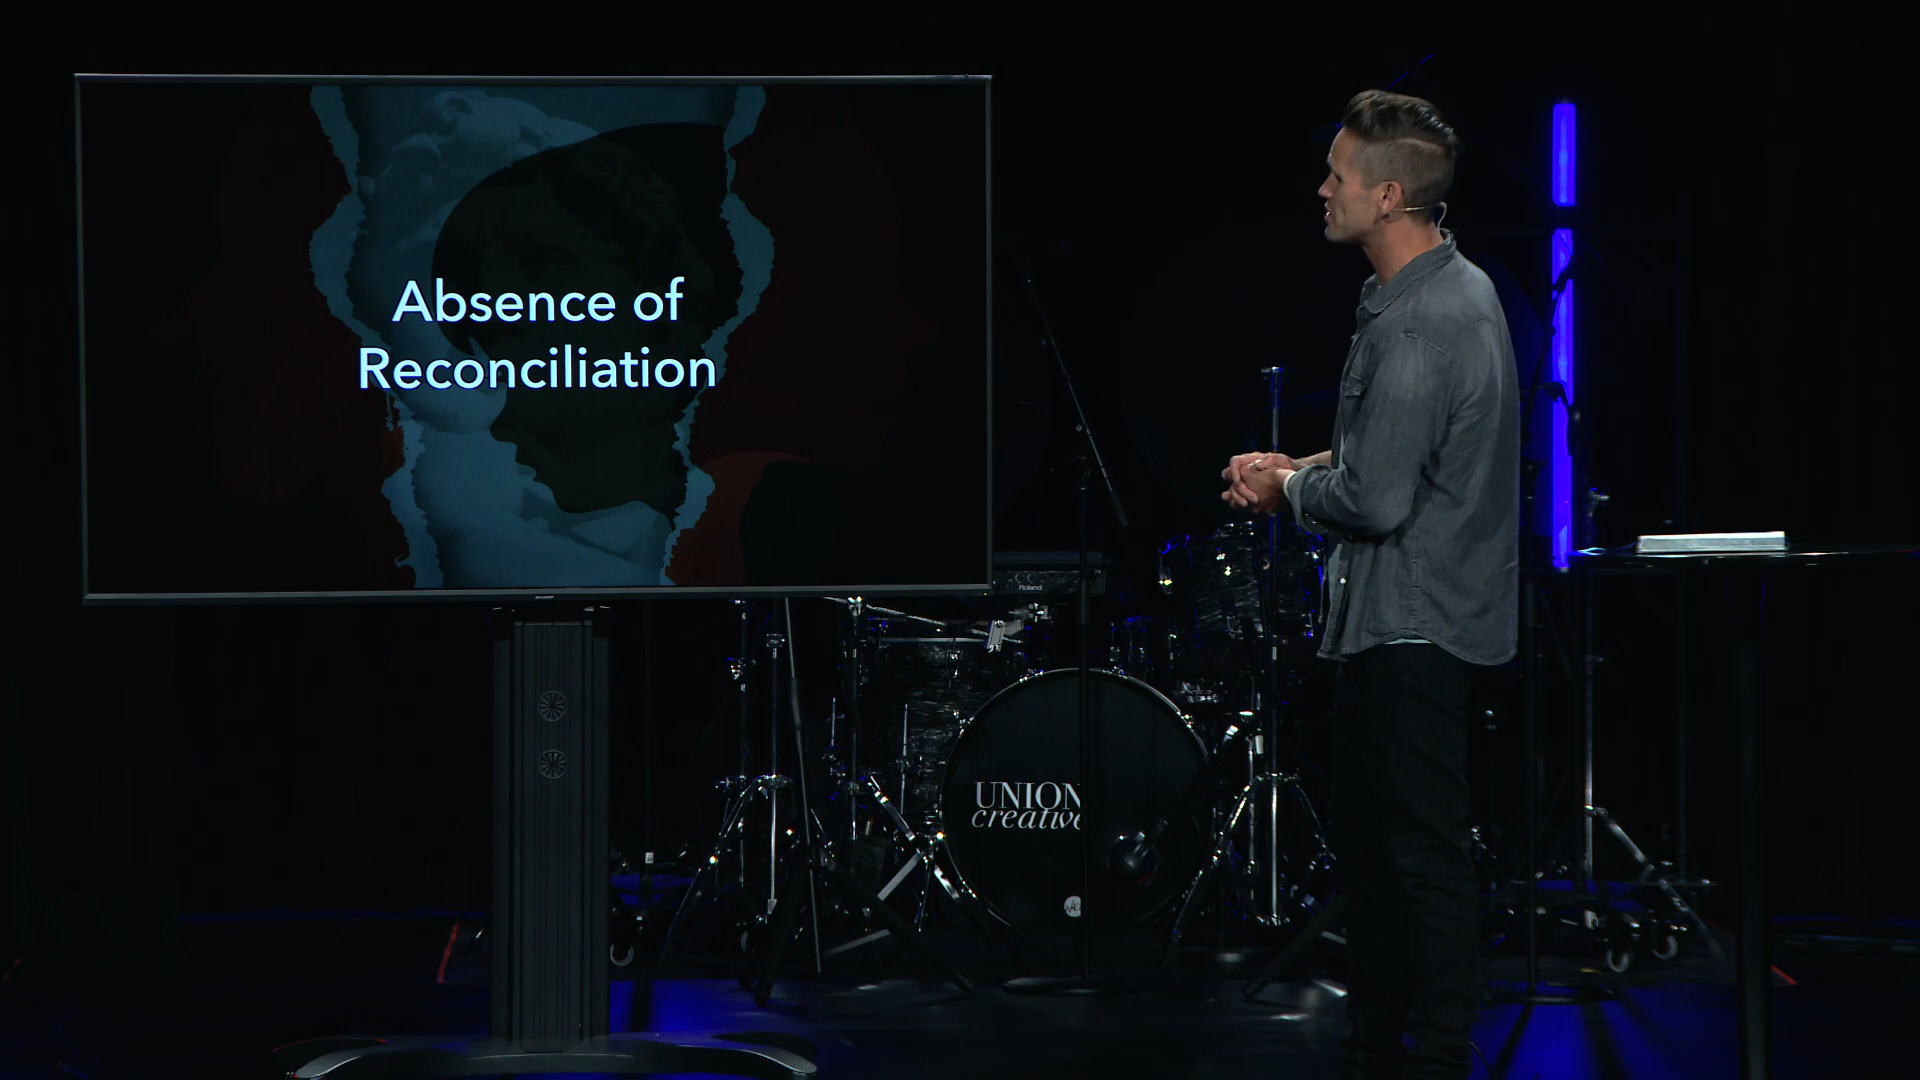 Absence of
Reconciliation
Roland
UNION
creative